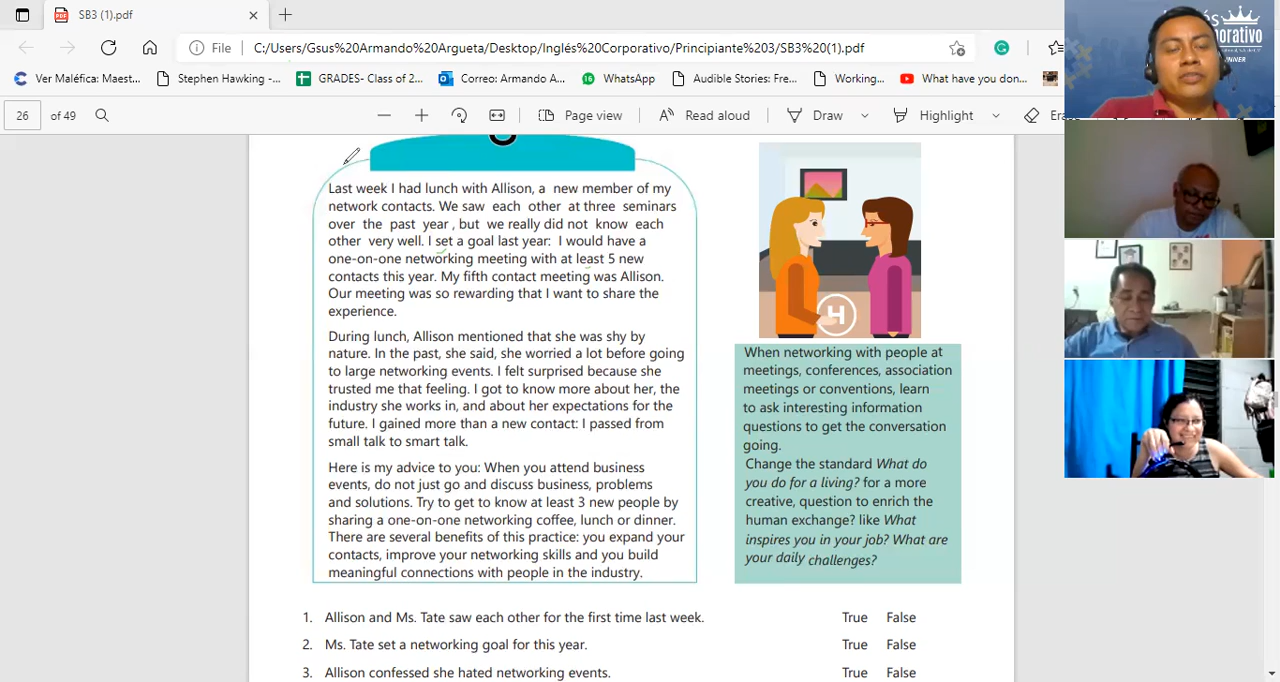 SB3 (1).pdf
File
C:/Users/Gsus%20Armando%20Argueta/Desktop/Inglés%20Corporativo/Principiante%203/SB3%20(1).pdf
Ver Maléfica: Maest...
Stephen Hawking -...
GRADES- Class of 2...
Correo: Armando A...
16
WhatsApp
Audible Stories: Fre...
Working...
What have you don...
26
of 49
Page view
Read aloud
Draw
Highlight
Last week I had lunch with Allison, a new member of my
network contacts. We saw each other at three seminars
over the past year , but we really did not know each
other very well. I set a goal last year: I would have a
one-on-one networking meeting with at least 5 new
contacts this year. My fifth contact meeting was Allison.
Our meeting was so rewarding that I want to share the
experience.
During lunch, Allison mentioned that she was shy by
nature. In the past, she said, she worried a lot before going
to large networking events. I felt surprised because she
trusted me that feeling. I got to know more about her, the
industry she works in, and about her expectations for the
future. I gained more than a new contact: I passed from
small talk to smart talk.
Here is my advice to you: When you attend business
events, do not just go and discuss business, problems
and solutions. Try to get to know at least 3 new people by
sharing a one-on-one networking coffee, lunch or dinner.
There are several benefits of this practice: you expand your
contacts, improve your networking skills and you build
meaningful connections with people in the industry.
H
When networking with people at
meetings, conferences, association
meetings or conventions, learn
to ask interesting information
questions to get the conversation
going.
Change the standard What do
you do for a living? for a more
creative, question to enrich the
human exchange? like What
inspires you in your job? What are
your daily challenges?
1. Allison and Ms. Tate saw each other for the first time last week. True False
2. Ms. Tate set a networking goal for this year. True False
3. Allison confessed she hated networking events. True False